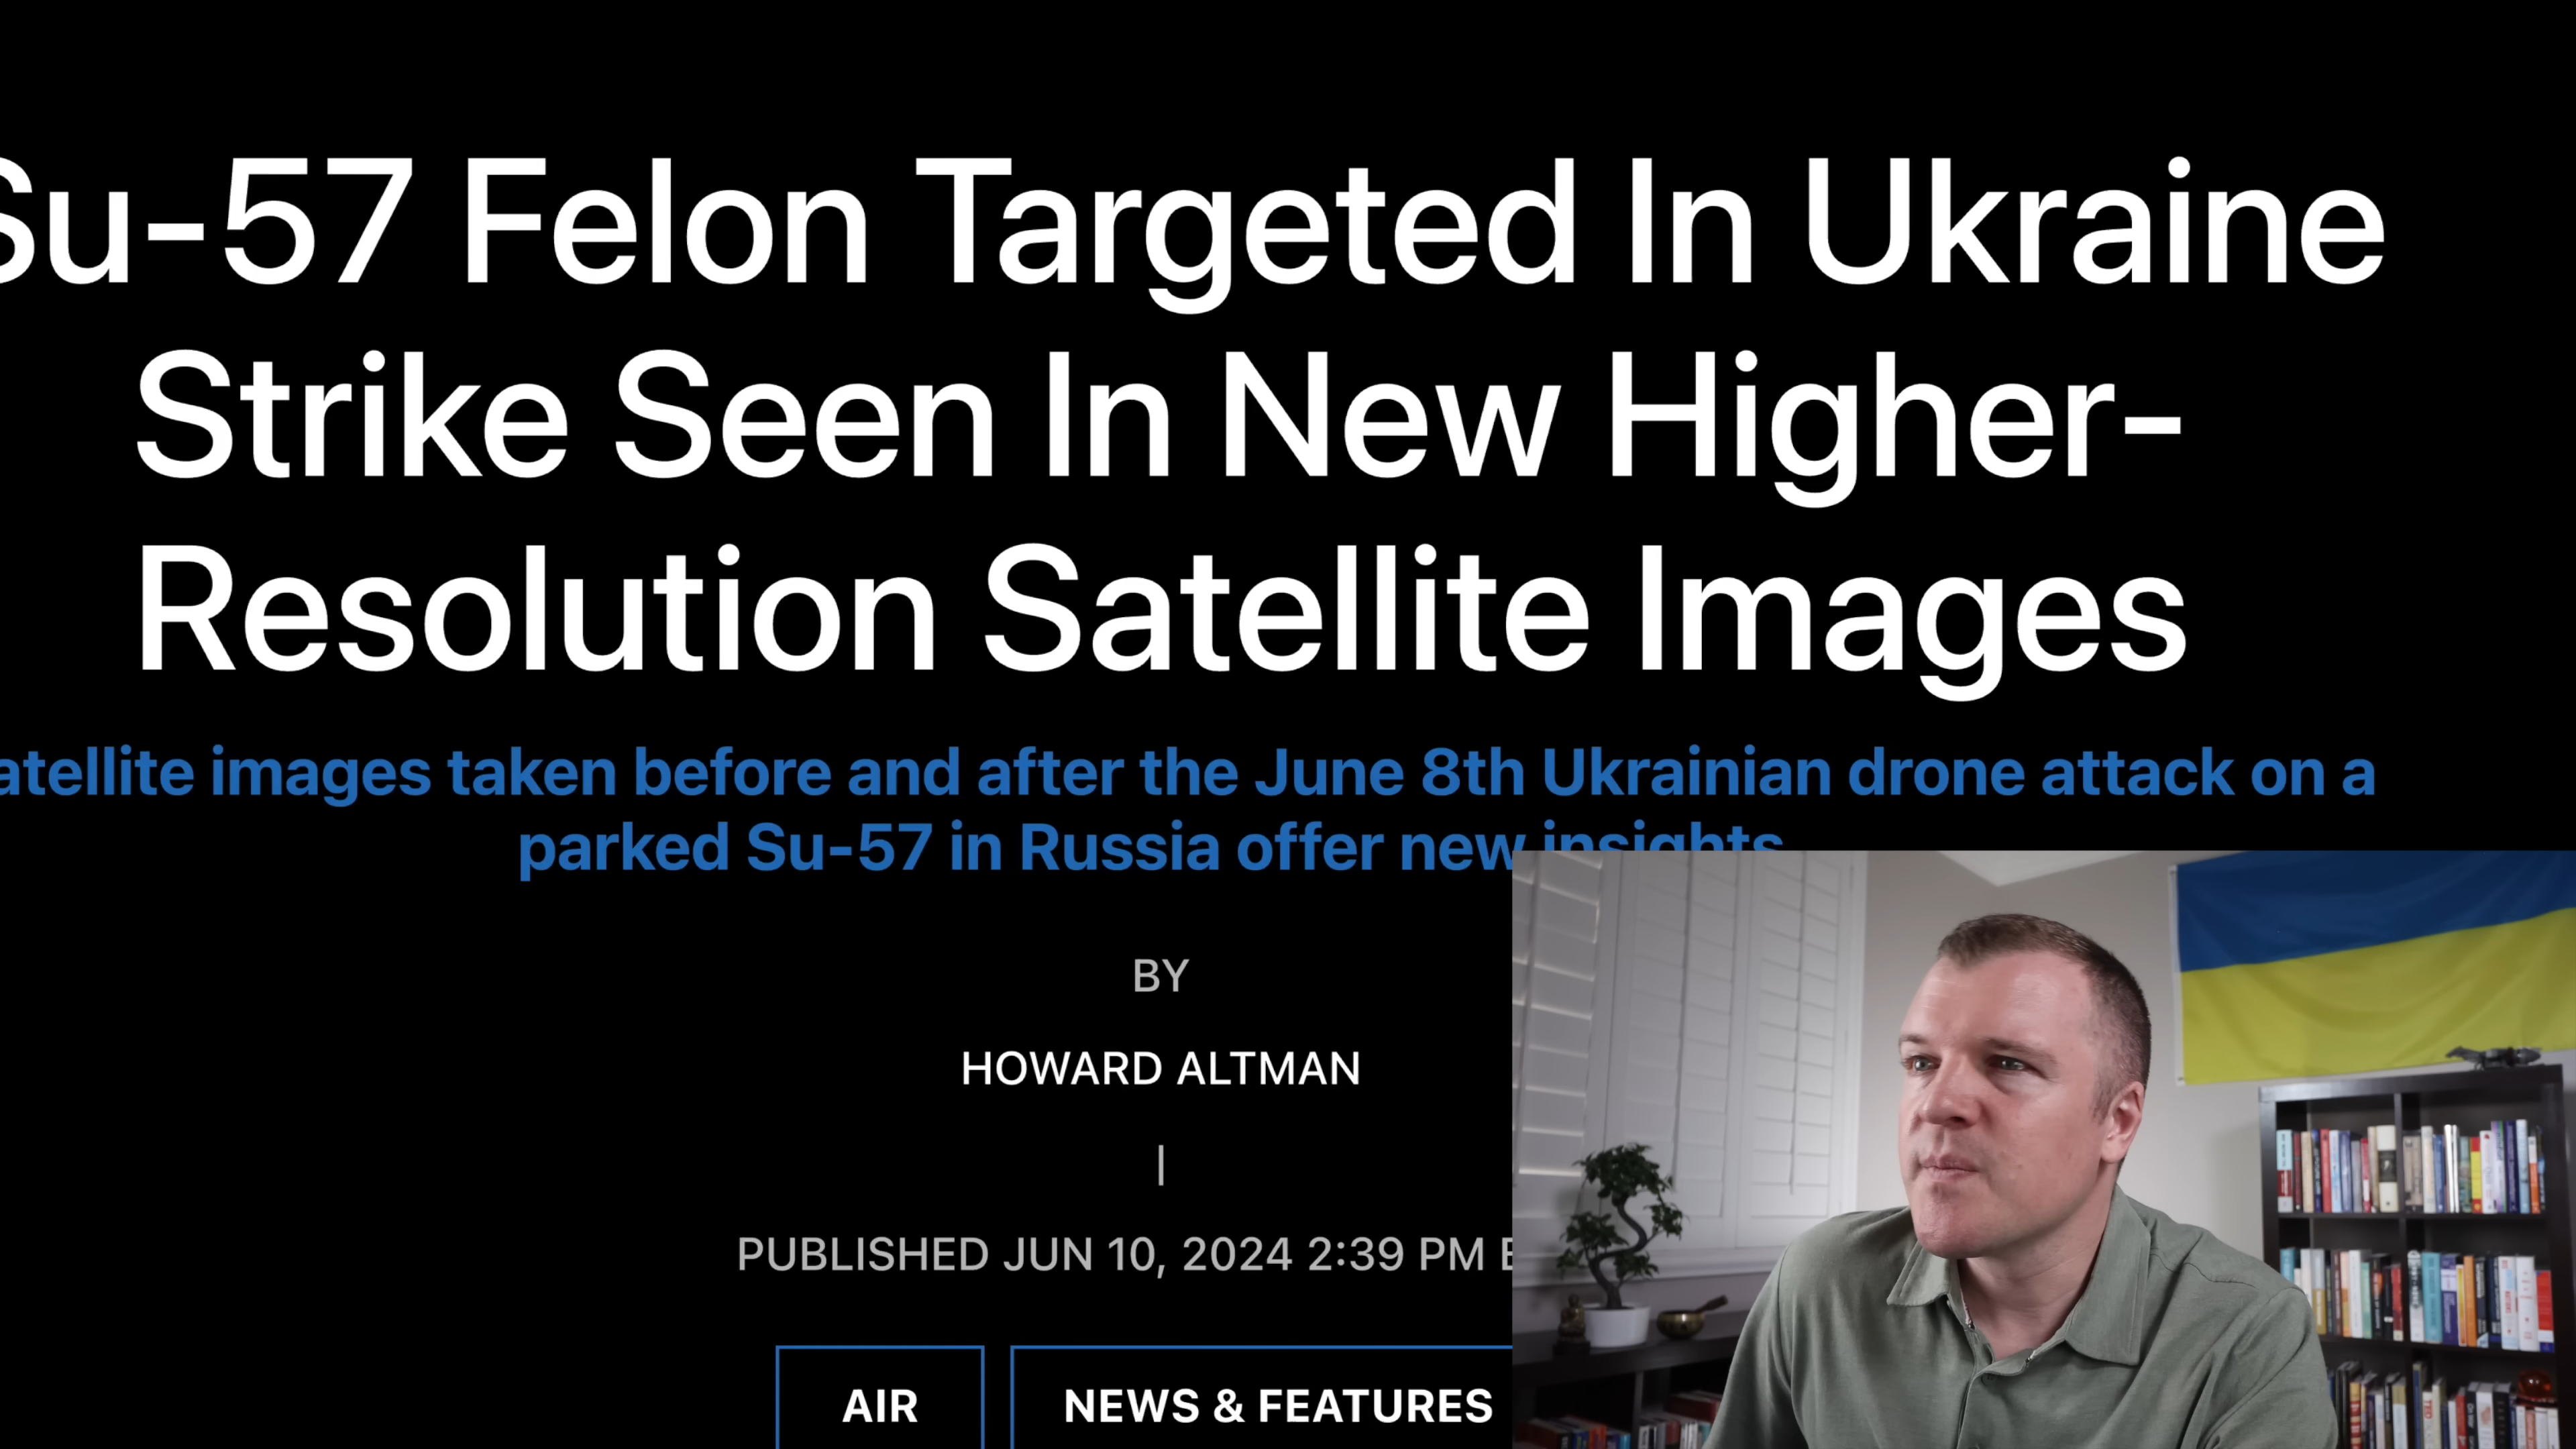 Su-57 Felon Targeted In Ukraine
Strike Seen In New Higher-
Resolution Satellite Images
atellite images taken before and after the June 8th Ukrainian drone attack on a
parked Su-57 in Russia offer new insights
BY
HOWARD ALTMAN
|
PUBLISHED JUN 10, 2024 2:39 PM E
AIR
NEWS & FEATURES